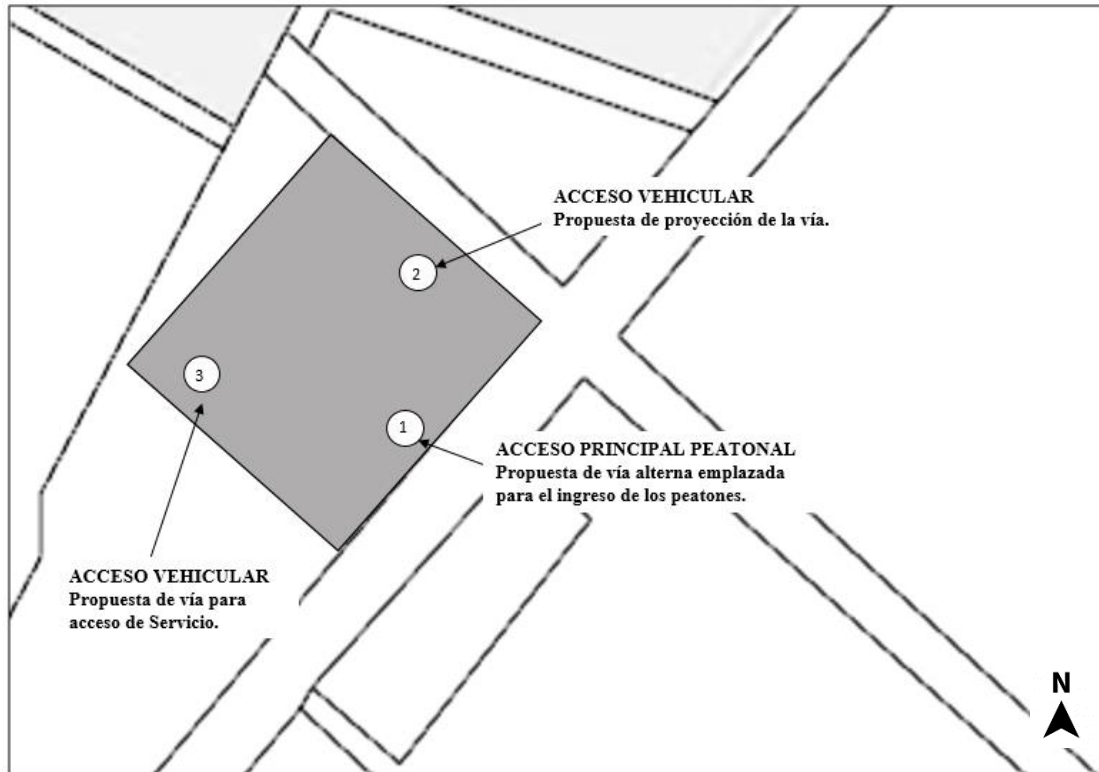 ACCESO VEHICULAR
Propuesta de proyección de la vía.
2
3
1
ACCESO PRINCIPAL PEATONAL
Propuesta de vía alterna emplazada
para el ingreso de los peatones.
ACCESO VEHICULAR
Propuesta de vía para
acceso de Servicio.
N